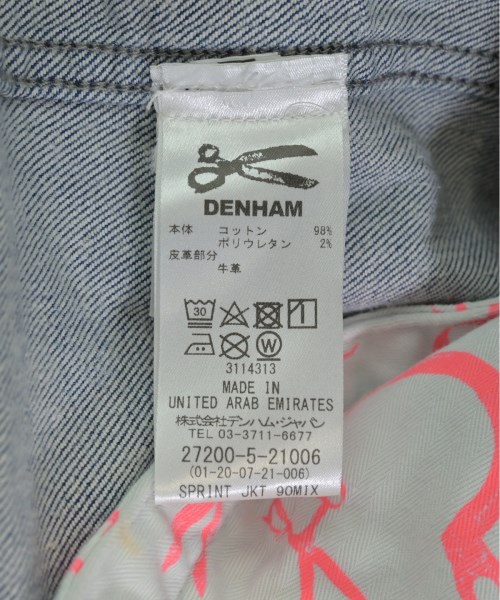 DENHAM
本体 コットン 98%
ポリウレタン 2%
皮革部分
牛革
30
W
3114313
MADE IN
UNITED ARAB EMIRATES
株式会社デンハム・ジャパン
TEL 03-3711-6677
27200-5-21006
(01-20-07-21-006)
SPRINT JKT 90MIX